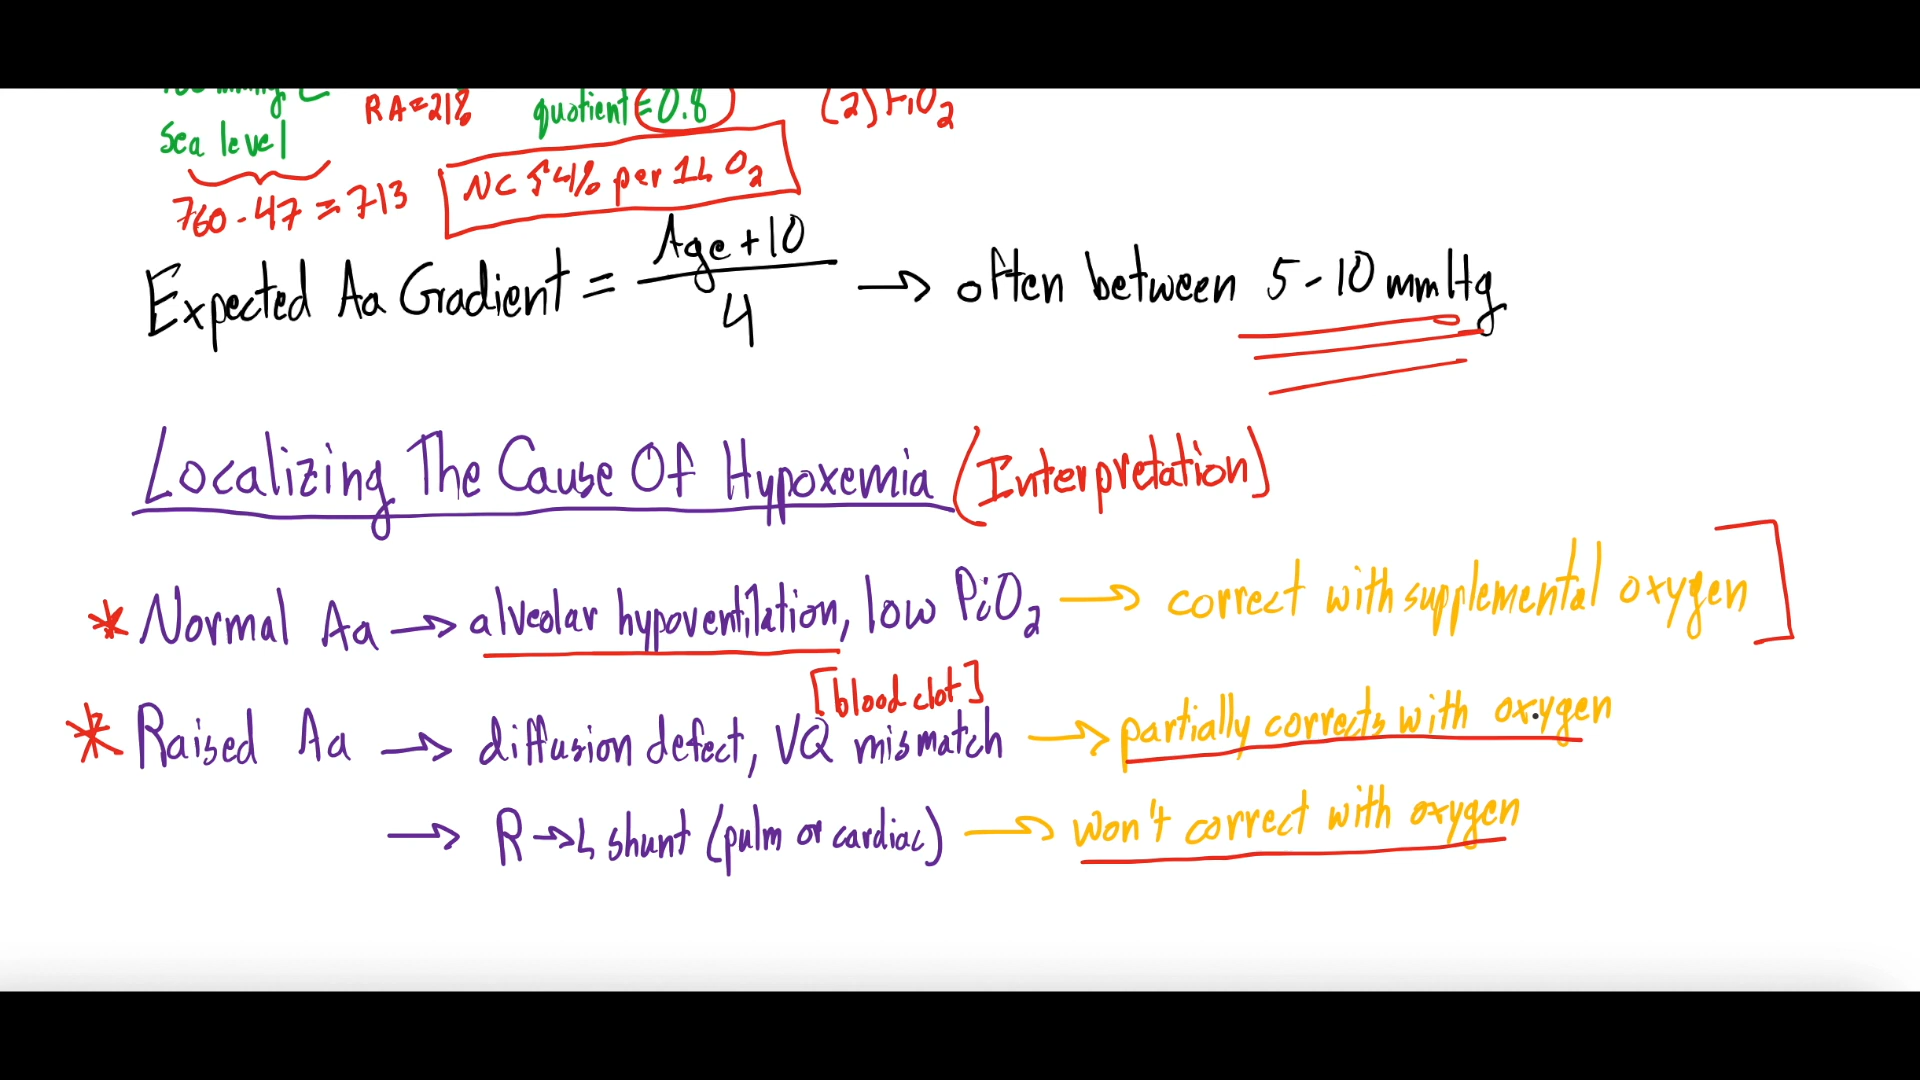 RA=21% quotient=0.8 (2) FiO2
Sea level
760-47=713 NC 5 4% per 1L O2
Expected Aa Gradient = Age+10 / 4 → often between 5-10 mmHg
Localizing The Cause Of Hypoxemia (Interpretation)
* Normal Aa → alveolar hypoventilation, low PiO2 → correct with supplemental oxygen]
[blood clot]
* Raised Aa → diffusion defect, VQ mismatch → partially corrects with oxygen
→ R→L shunt (pulm or cardiac) → won't correct with oxygen